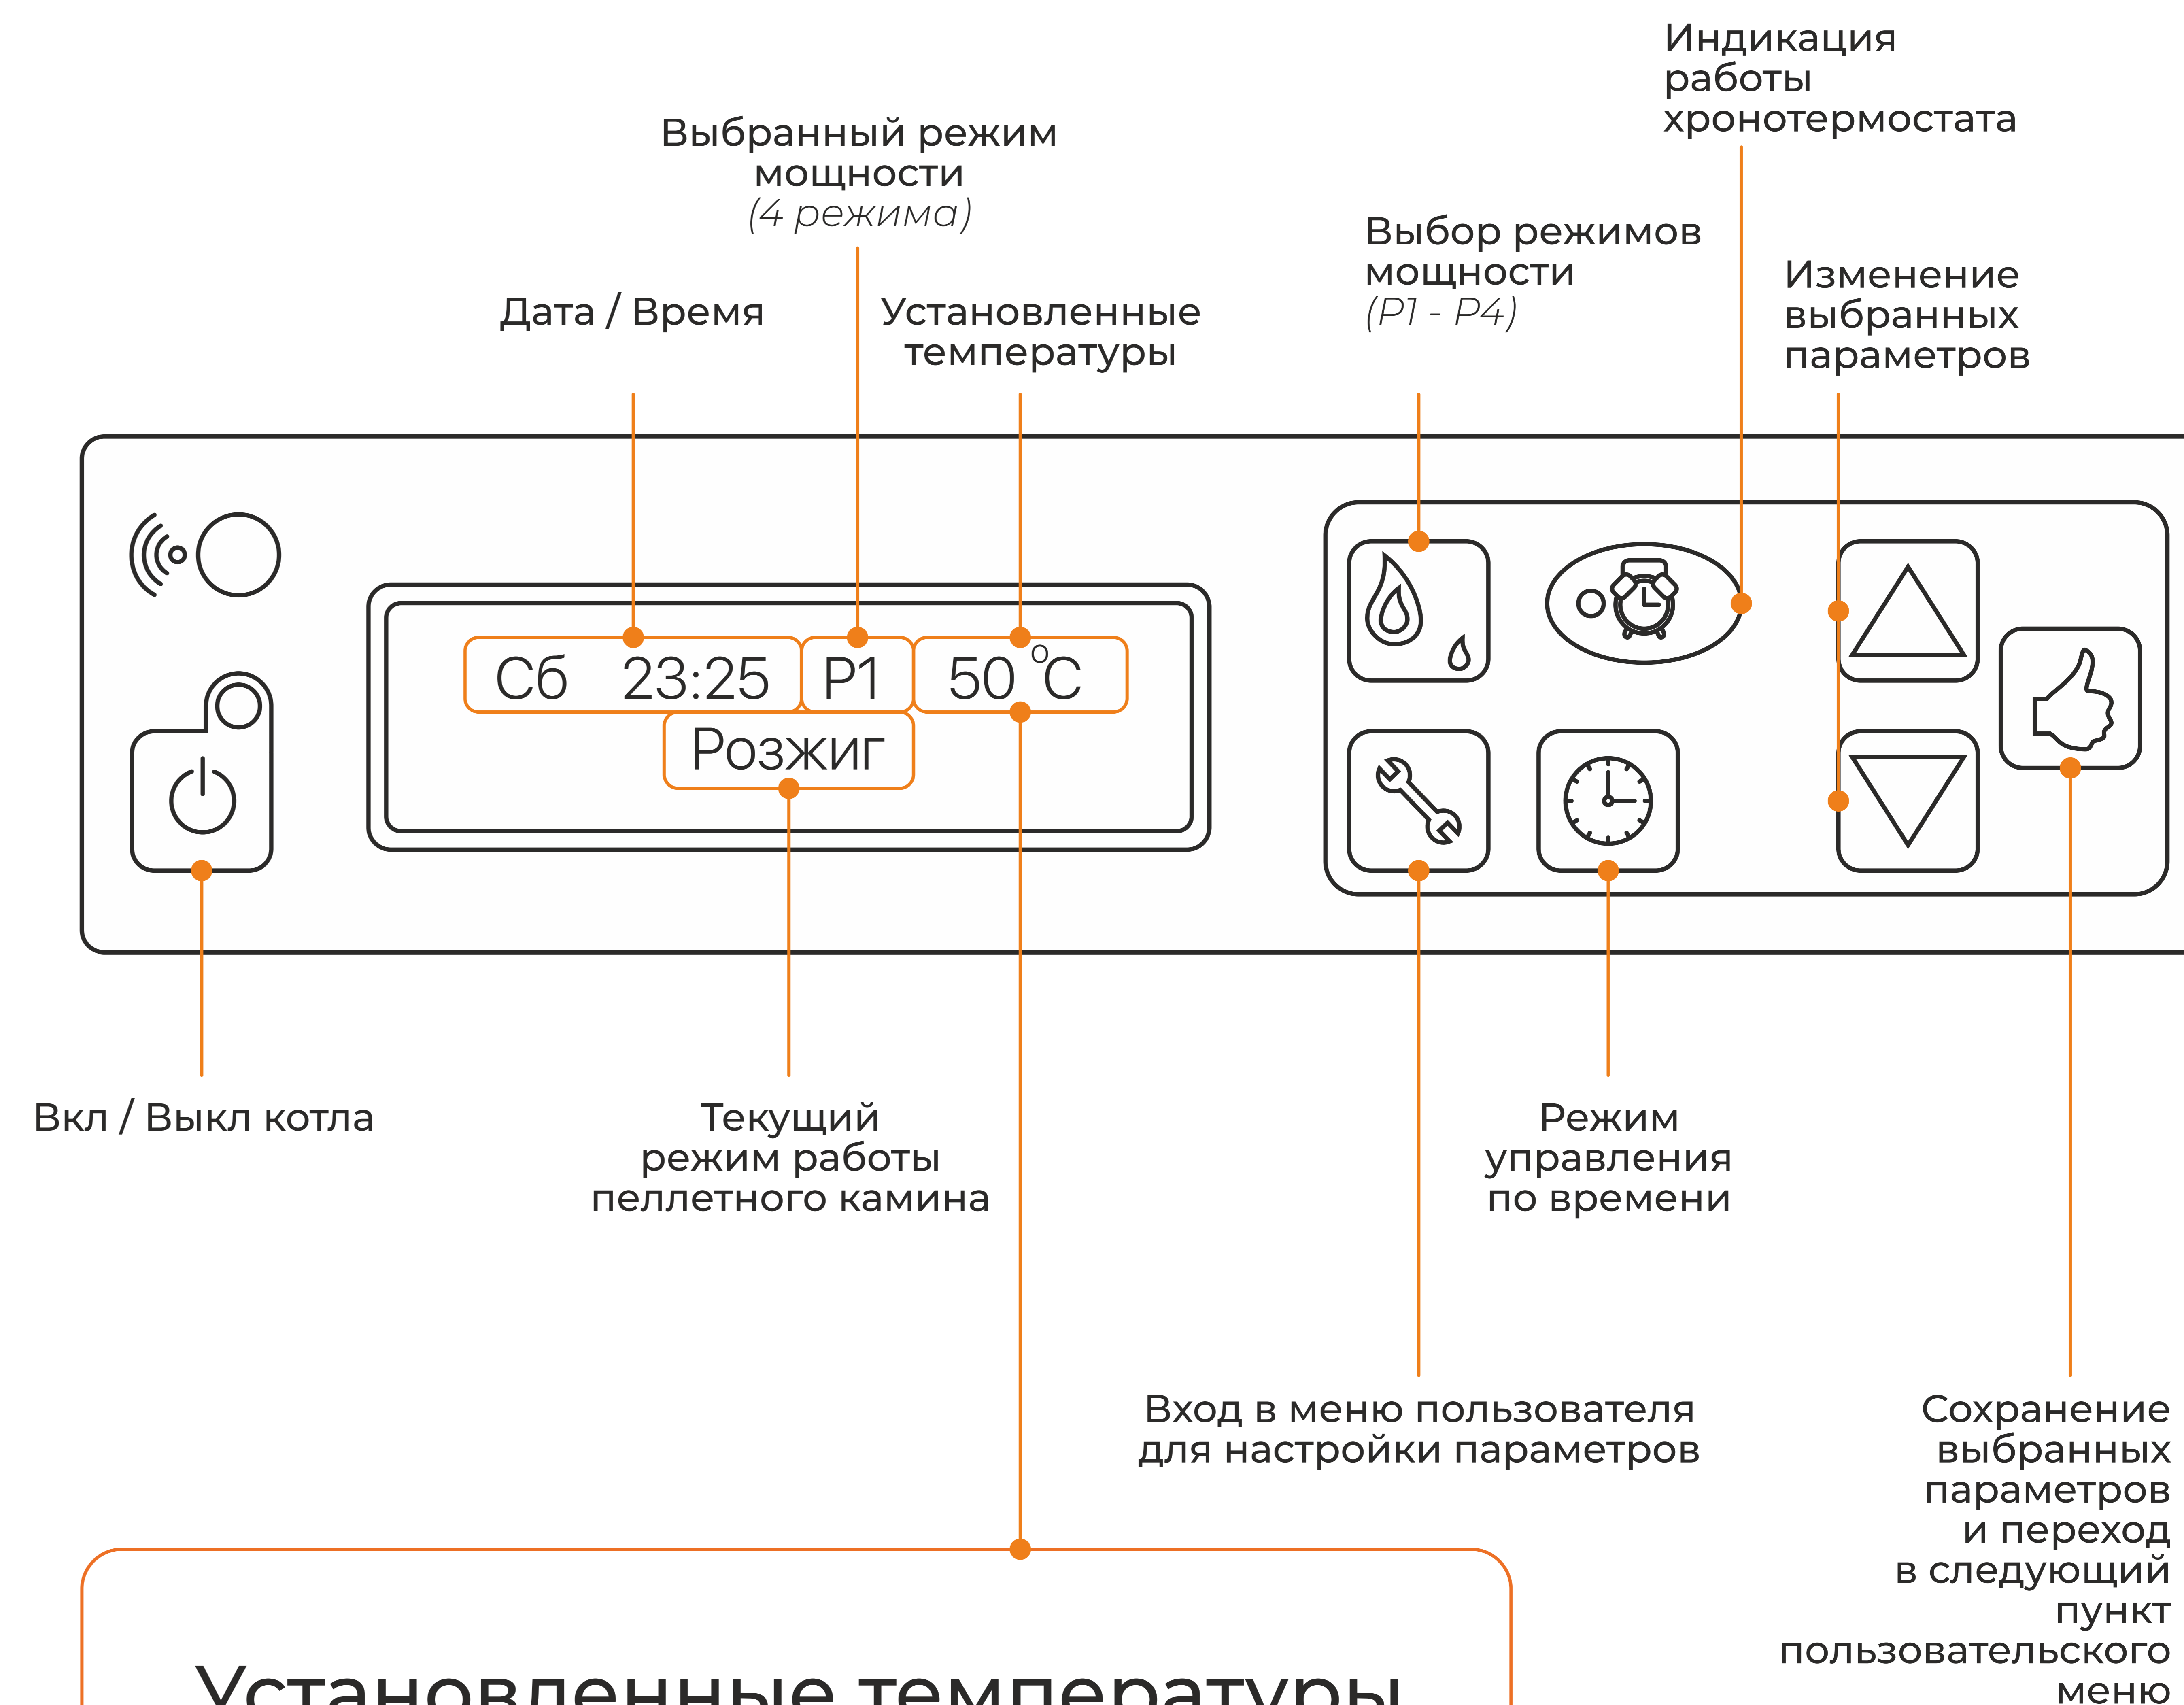 Индикация
работы
хронотермостата
Выбранный режим
мощности
(4 режима)
Выбор режимов
мощности
(P1 - P4)
Изменение
выбранных
параметров
Дата / Время
Установленные
температуры
Сб 23:25 P1 50 °C
Розжиг
Вкл / Выкл котла
Текущий
режим работы
пеллетного камина
Режим
управления
по времени
Вход в меню пользователя
для настройки параметров
Сохранение
выбранных
параметров
и переход
в следующий
пункт
пользовательского
меню
Установленные температуры